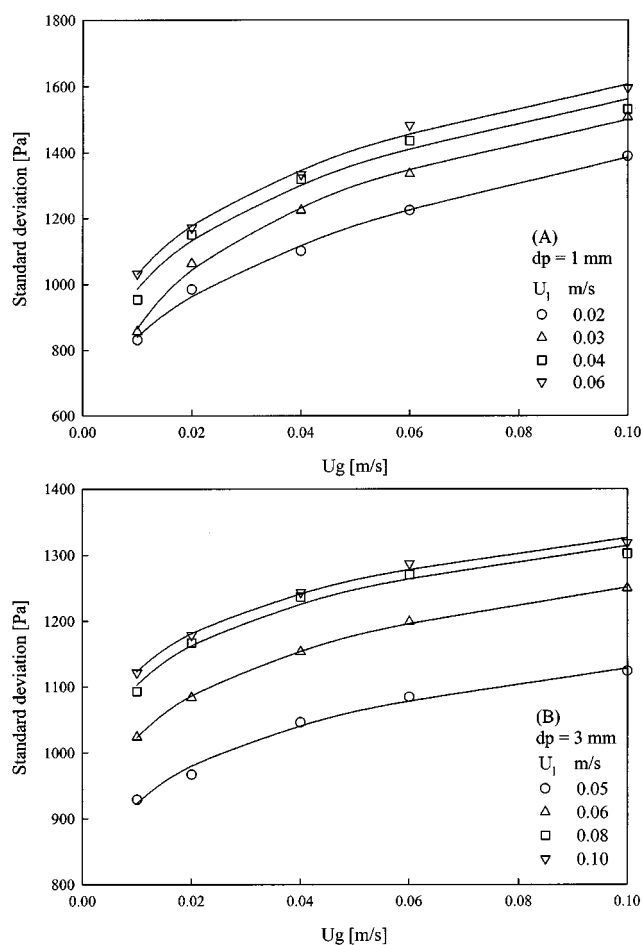 1800
1600
1400
1200
1000
800
600
Standard deviation [Pa]
(A)
dp = 1 mm
U_l m/s
0.02
0.03
0.04
0.06
0.00 0.02 0.04 0.06 0.08 0.10
Ug [m/s]
1400
1300
1200
1100
1000
900
800
Standard deviation [Pa]
(B)
dp = 3 mm
U_l m/s
0.05
0.06
0.08
0.10
0.00 0.02 0.04 0.06 0.08 0.10
Ug [m/s]